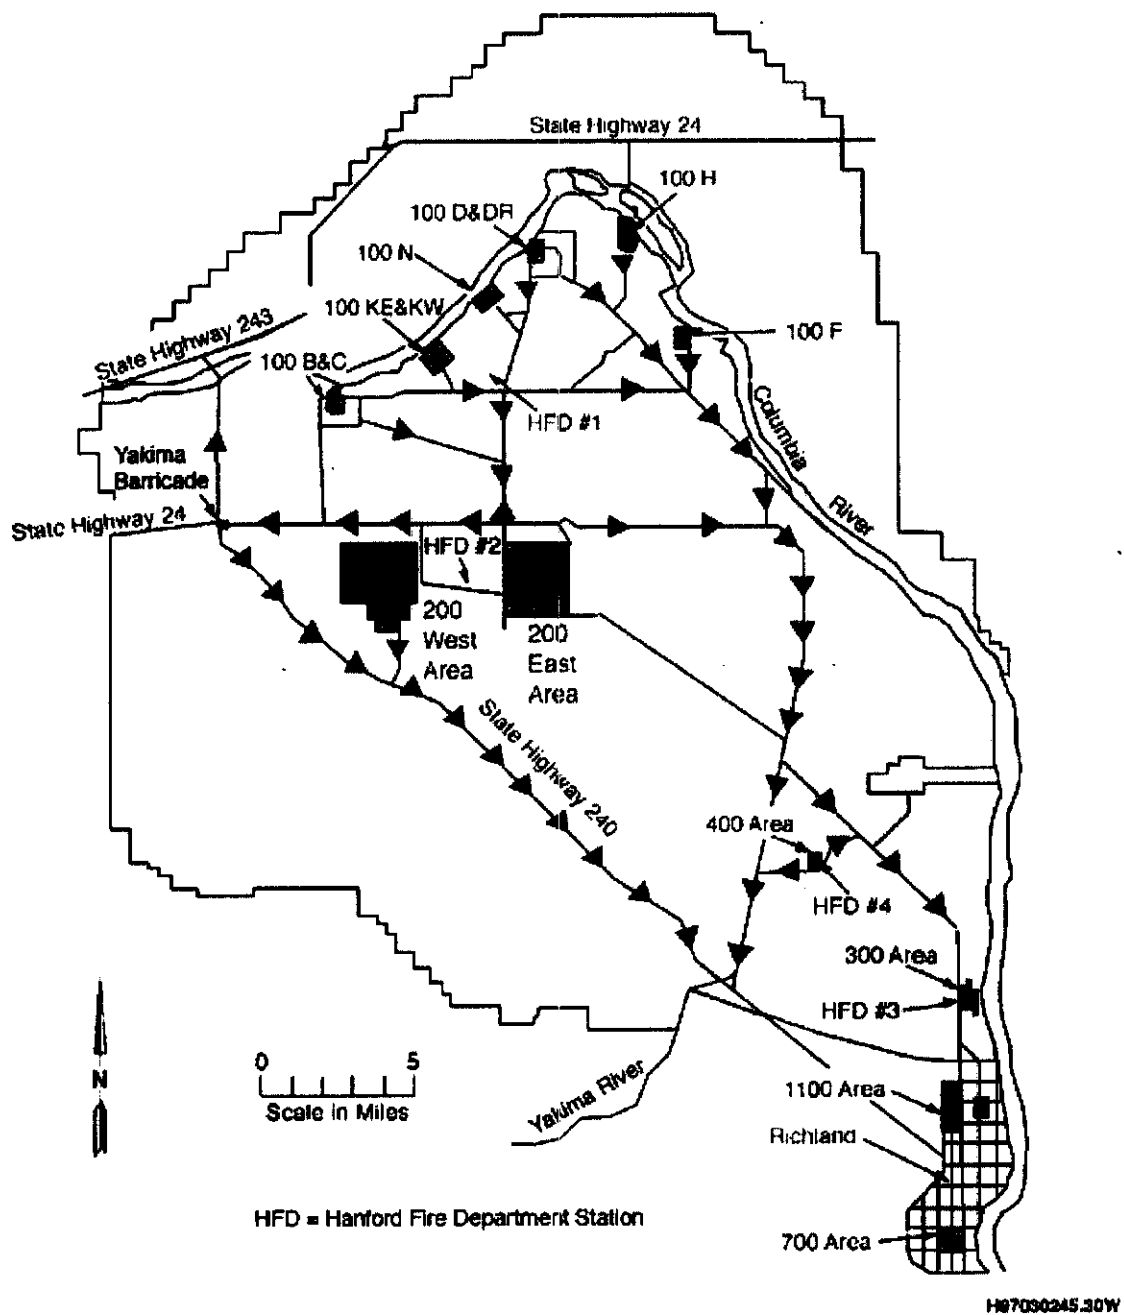 State Highway 24
100 H
100 D&DR
100 N
100 KE&KW
100 F
State Highway 243
100 B&C
HFD #1
Columbia
River
Yakima
Barricade
State Highway 24
HFD #2
200
West
Area
200
East
Area
State Highway 240
400 Area
HFD #4
300 Area
HFD #3
N
0 5
Scale in Miles
Yakima River
1100 Area
Richland
700 Area
HFD = Hanford Fire Department Station
H97030245.30W